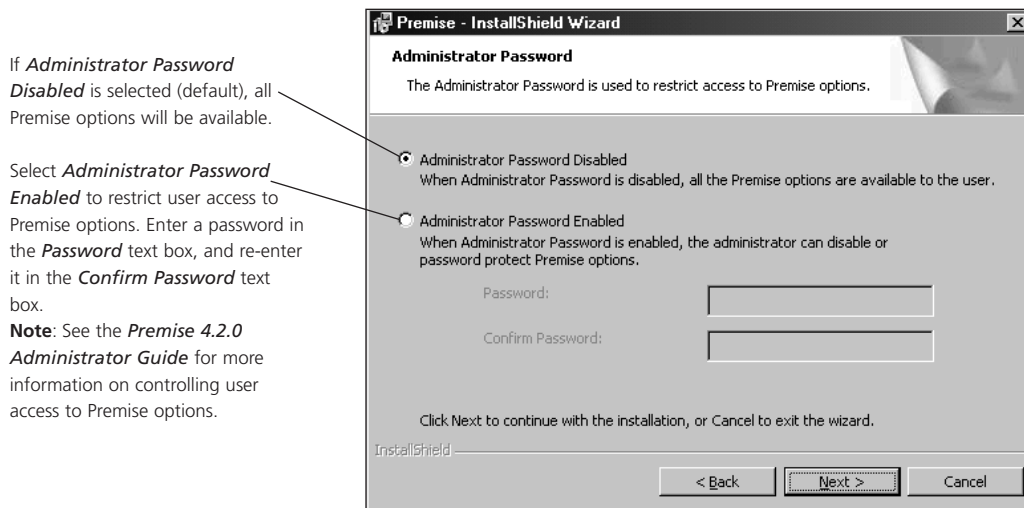 If Administrator Password
Disabled is selected (default), all
Premise options will be available.
Select Administrator Password
Enabled to restrict user access to
Premise options. Enter a password in
the Password text box, and re-enter
it in the Confirm Password text
box.
Note: See the Premise 4.2.0
Administrator Guide for more
information on controlling user
access to Premise options.
Premise - InstallShield Wizard
Administrator Password
The Administrator Password is used to restrict access to Premise options.
Administrator Password Disabled
When Administrator Password is disabled, all the Premise options are available to the user.
Administrator Password Enabled
When Administrator Password is enabled, the administrator can disable or
password protect Premise options.
Password:
Confirm Password:
Click Next to continue with the installation, or Cancel to exit the wizard.
InstallShield
< Back
Next >
Cancel